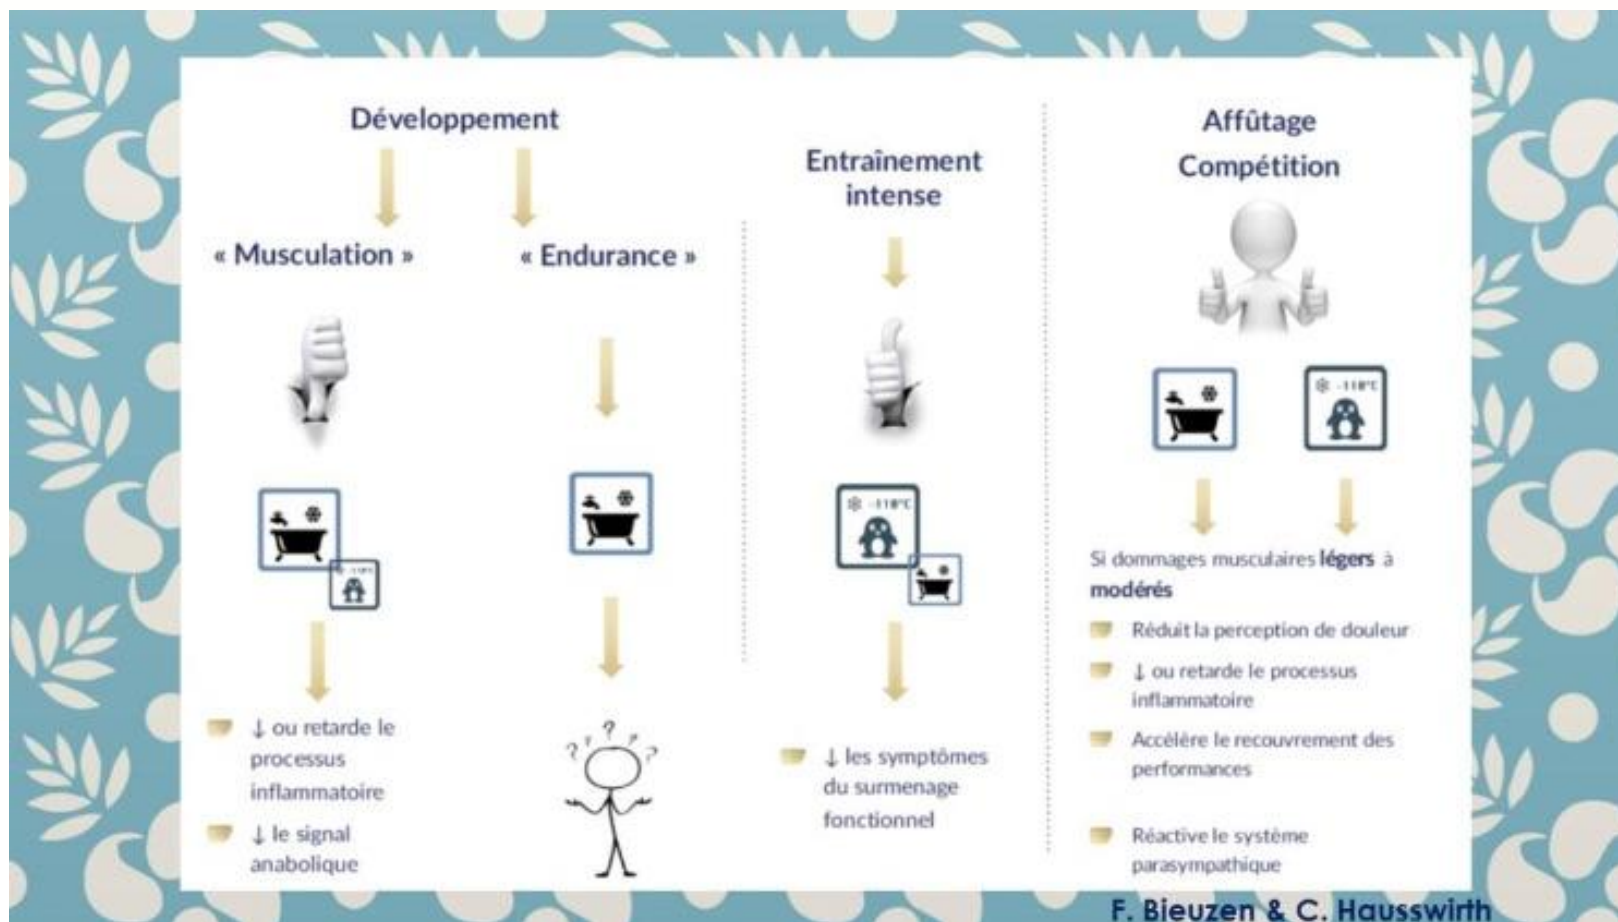 Développement
« Musculation »
« Endurance »
↓ ou retarde le
processus
inflammatoire
↓ le signal
anabolique
? ? ? ? ?
Entraînement
intense
-110°C
↓ les symptômes
du surmenage
fonctionnel
Affûtage
Compétition
-110°C
Si dommages musculaires légers à
modérés
Réduit la perception de douleur
↓ ou retarde le processus
inflammatoire
Accélère le recouvrement des
performances
Réactive le système
parasympathique
F. Bieuzen & C. Hausswirth